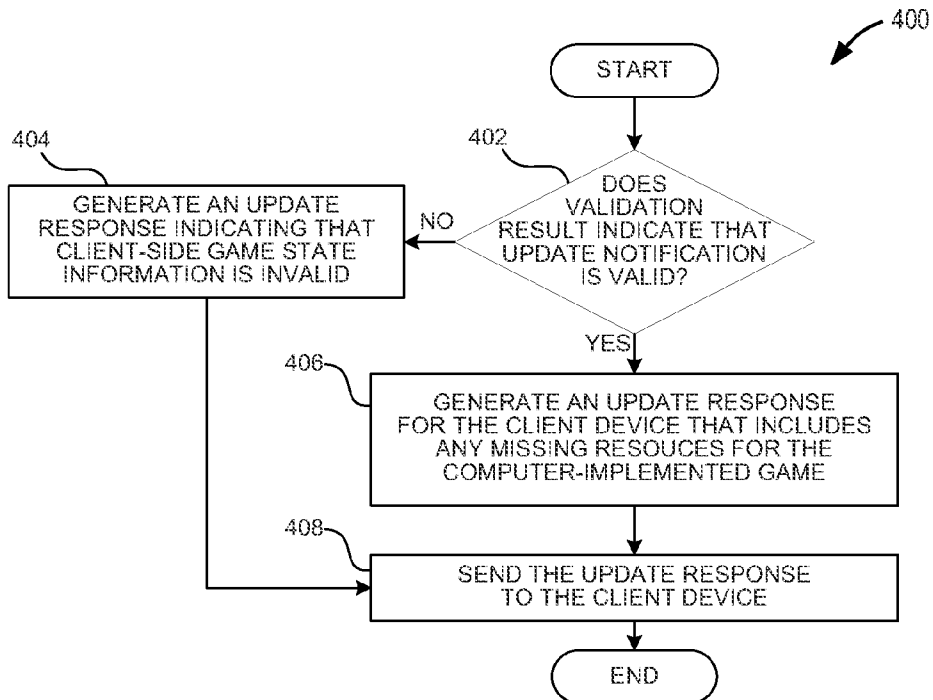 400
START
402
DOES
VALIDATION
RESULT INDICATE THAT
UPDATE NOTIFICATION
IS VALID?
NO
404
GENERATE AN UPDATE
RESPONSE INDICATING THAT
CLIENT-SIDE GAME STATE
INFORMATION IS INVALID
YES
406
GENERATE AN UPDATE RESPONSE
FOR THE CLIENT DEVICE THAT INCLUDES
ANY MISSING RESOUCES FOR THE
COMPUTER-IMPLEMENTED GAME
408
SEND THE UPDATE RESPONSE
TO THE CLIENT DEVICE
END